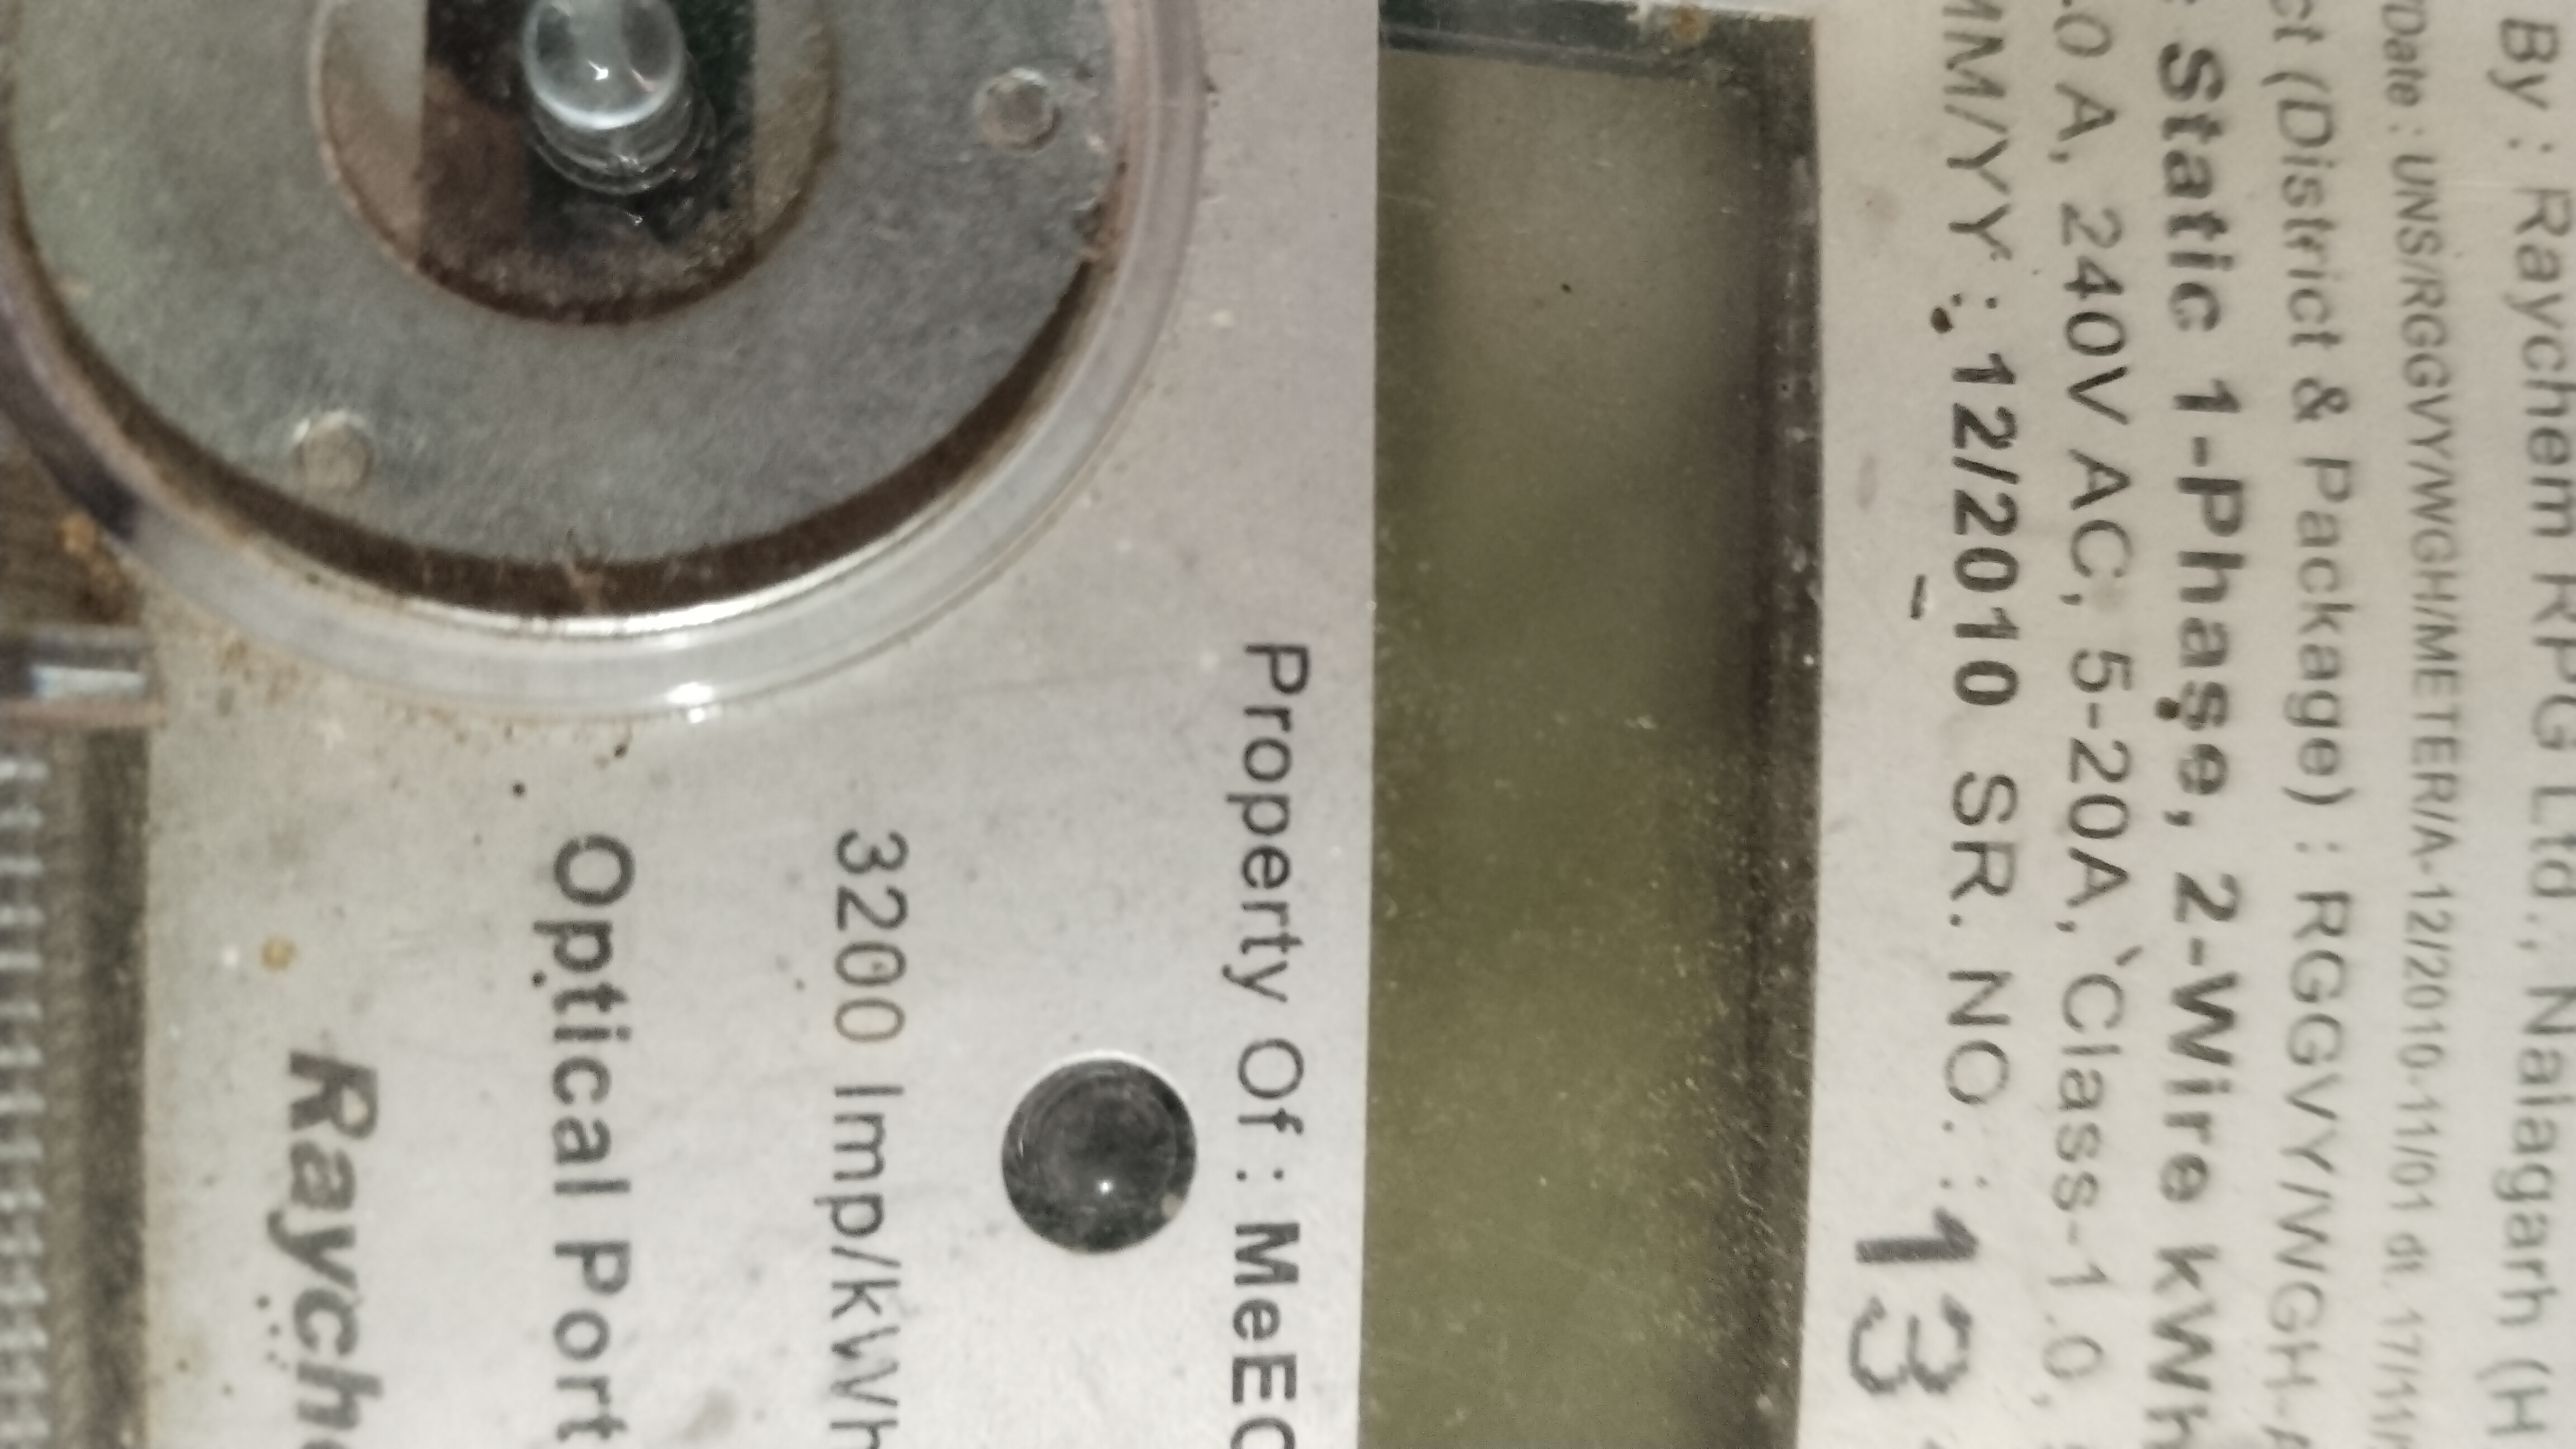 By : Raychem RPG Ltd., Nalagarh (H
/Date : UNS/RGGVY/WGH/METER/A-12/2010-11/01 dt. 17/11/
ct (District & Package) : RGGVY/WGH-
: Static 1-Phase, 2-Wire kWh
.0 A, 240V AC, 5-20A, Class-1.0,
MM/YY : 12/2010 SR. NO. : 13
Property Of : MeEC
3200 Imp/kWh
Optical Port
Raych